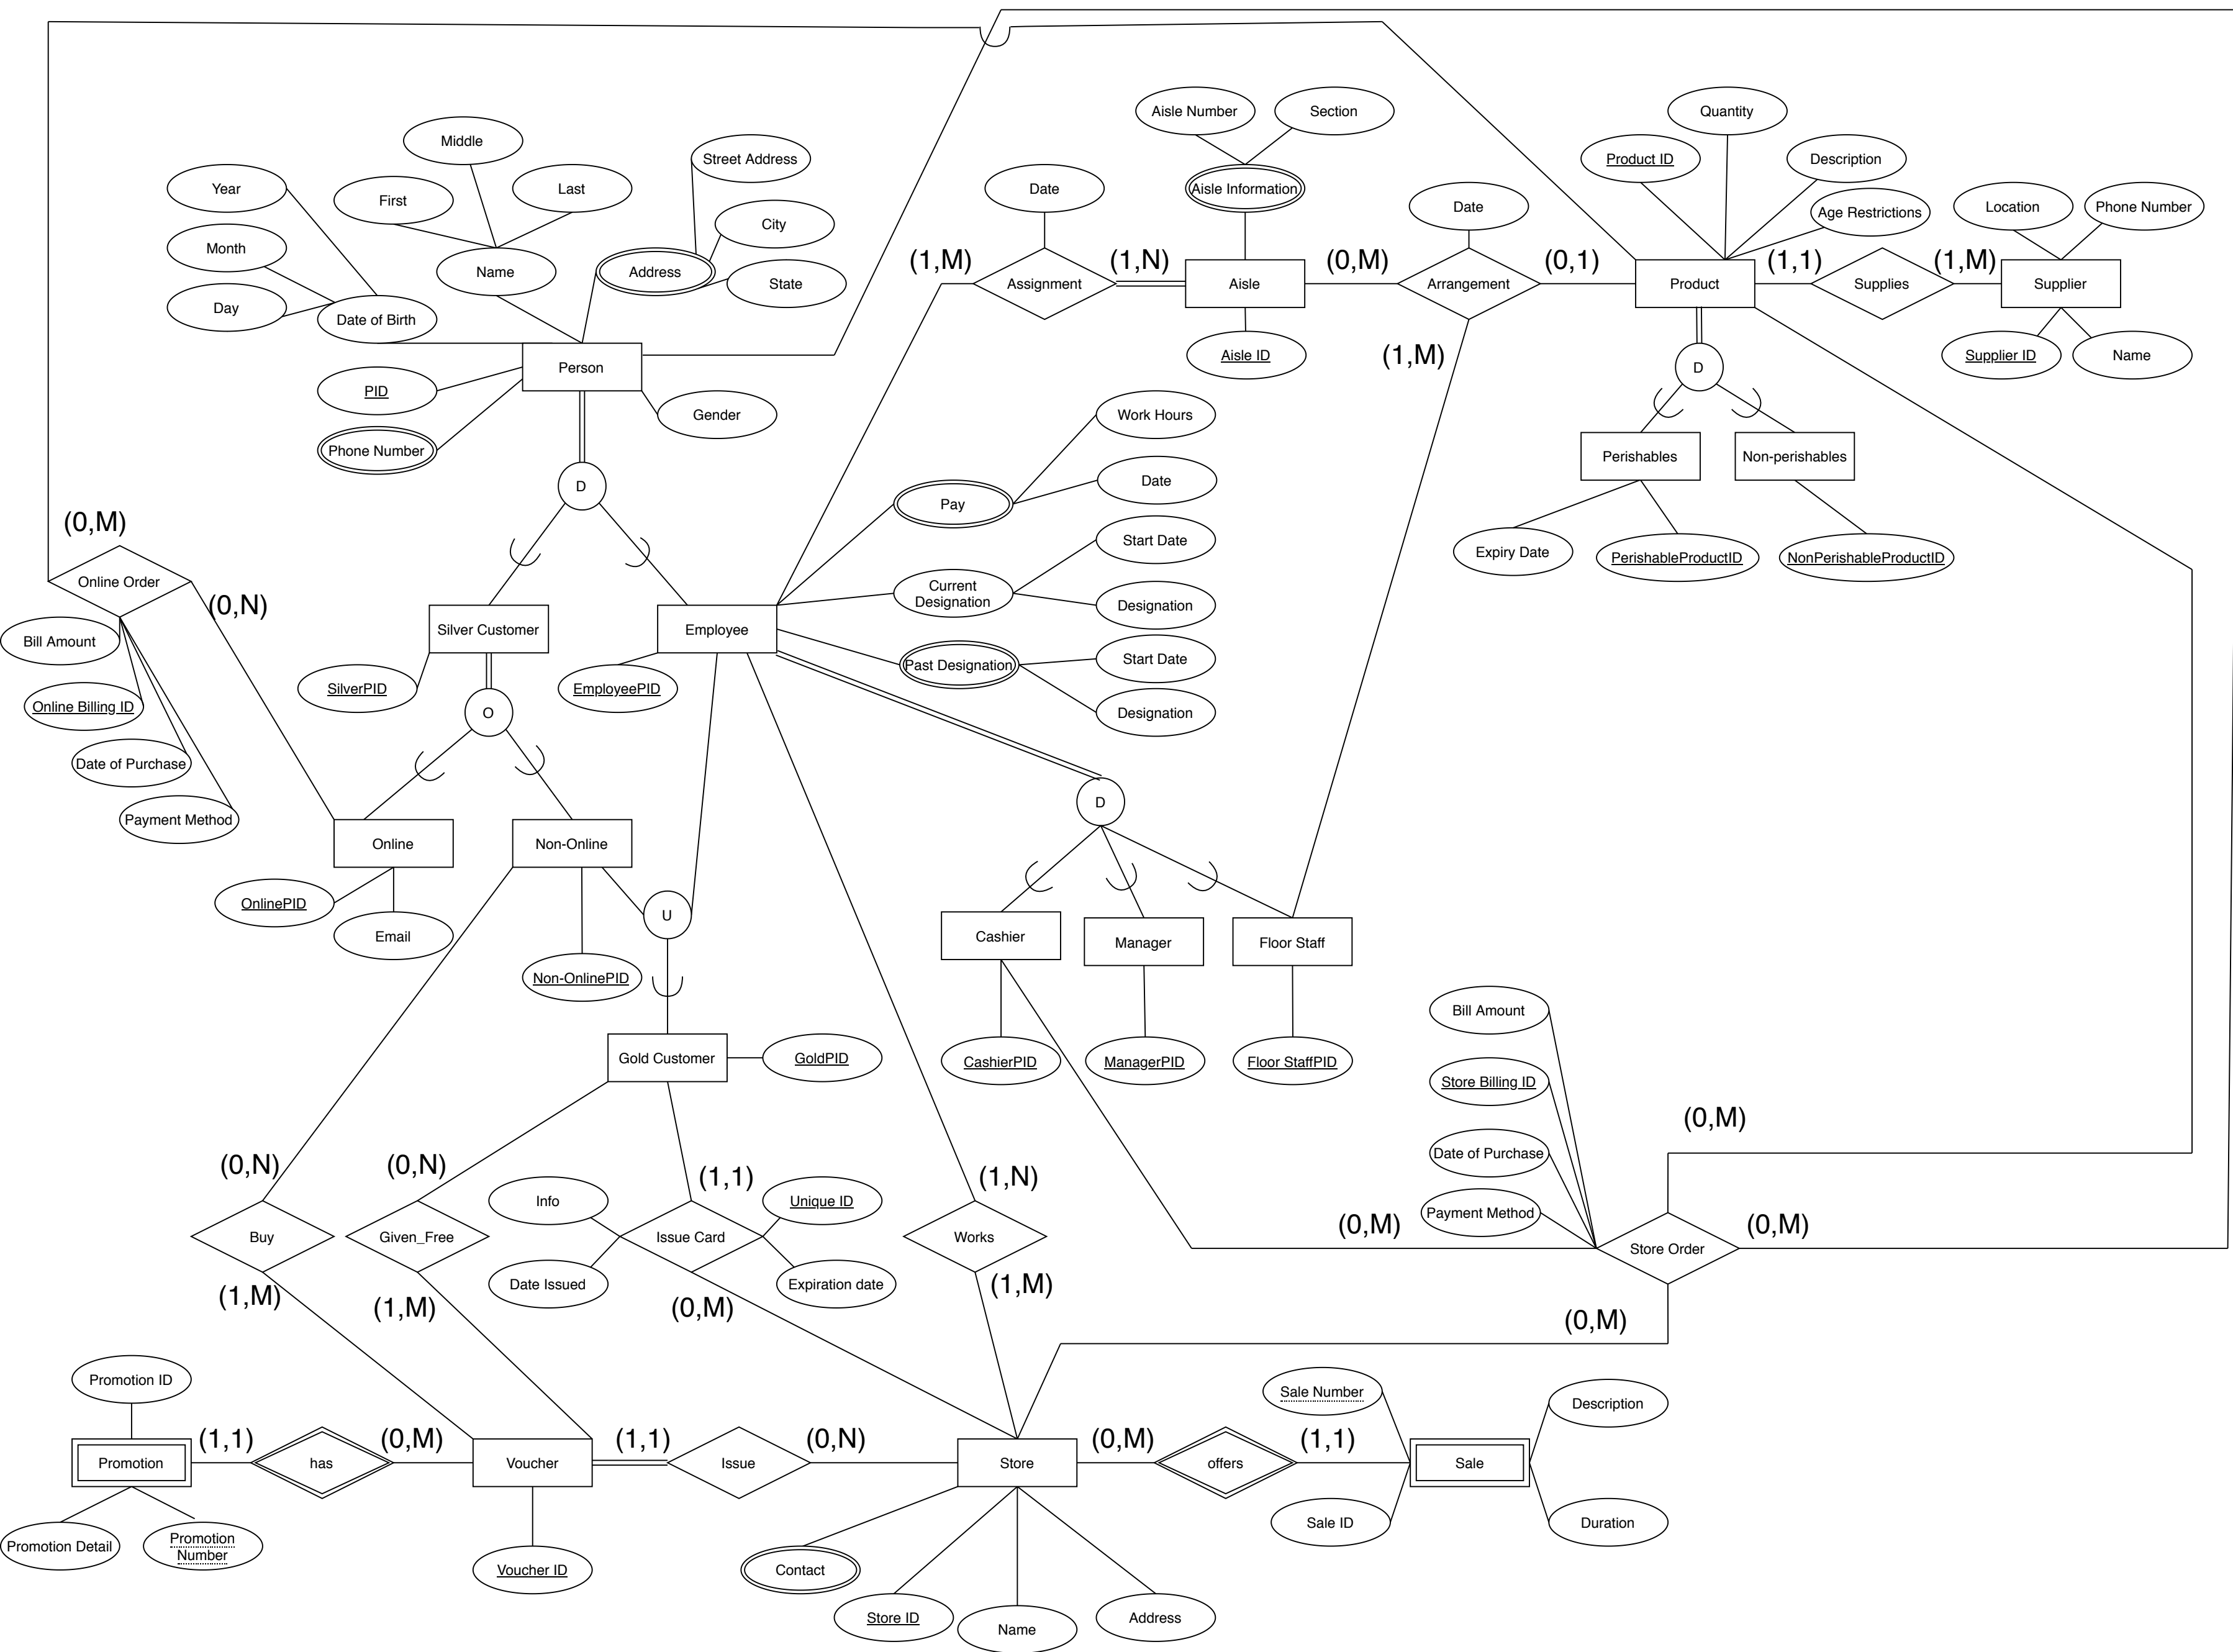 Aisle Number
Section
Quantity
Middle
Street Address
Product ID
Description
Year
First
Last
Date
Aisle Information
Date
Age Restrictions
Location
Phone Number
City
Month
Name
Address
State
(1,M)
Assignment
(1,N)
Aisle
(0,M)
Arrangement
(0,1)
Product
(1,1)
Supplies
(1,M)
Supplier
Day
Date of Birth
Person
Aisle ID
(1,M)
D
Supplier ID
Name
PID
Gender
Work Hours
Phone Number
Perishables
Non-perishables
D
Pay
Date
(0,M)
Start Date
Expiry Date
PerishableProductID
NonPerishableProductID
Online Order
Current
Designation
Designation
(0,N)
Bill Amount
Silver Customer
Employee
Past Designation
Start Date
SilverPID
EmployeePID
Online Billing ID
O
Designation
Date of Purchase
Payment Method
D
Online
Non-Online
OnlinePID
U
Email
Cashier
Manager
Floor Staff
Non-OnlinePID
Bill Amount
Gold Customer
GoldPID
CashierPID
ManagerPID
Floor StaffPID
Store Billing ID
(0,M)
Date of Purchase
(0,N)
(0,N)
(1,1)
(1,N)
Info
Unique ID
Payment Method
(0,M)
(0,M)
Buy
Given_Free
Issue Card
Works
Store Order
Date Issued
Expiration date
(1,M)
(1,M)
(0,M)
(1,M)
(0,M)
Promotion ID
Sale Number
Description
(1,1)
(0,M)
(1,1)
(0,N)
(0,M)
(1,1)
Promotion
has
Voucher
Issue
Store
offers
Sale
Promotion Detail
Promotion
Number
Sale ID
Duration
Voucher ID
Contact
Store ID
Name
Address